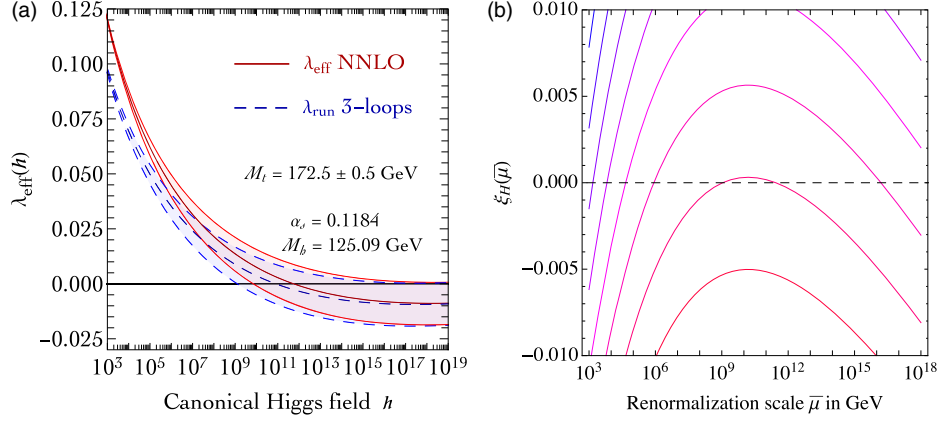 (a)
0.125
0.100
0.075
0.050
0.025
0.000
−0.025
λeff(h)
λeff NNLO
λrun 3−loops
Mt = 172.5 ± 0.5 GeV
αs = 0.1184
Mh = 125.09 GeV
10³ 10⁵ 10⁷ 10⁹ 10¹¹ 10¹³ 10¹⁵ 10¹⁷ 10¹⁹
Canonical Higgs field h
(b)
0.010
0.005
0.000
−0.005
−0.010
ξH(μ̄)
10³ 10⁶ 10⁹ 10¹² 10¹⁵ 10¹⁸
Renormalization scale μ̄ in GeV